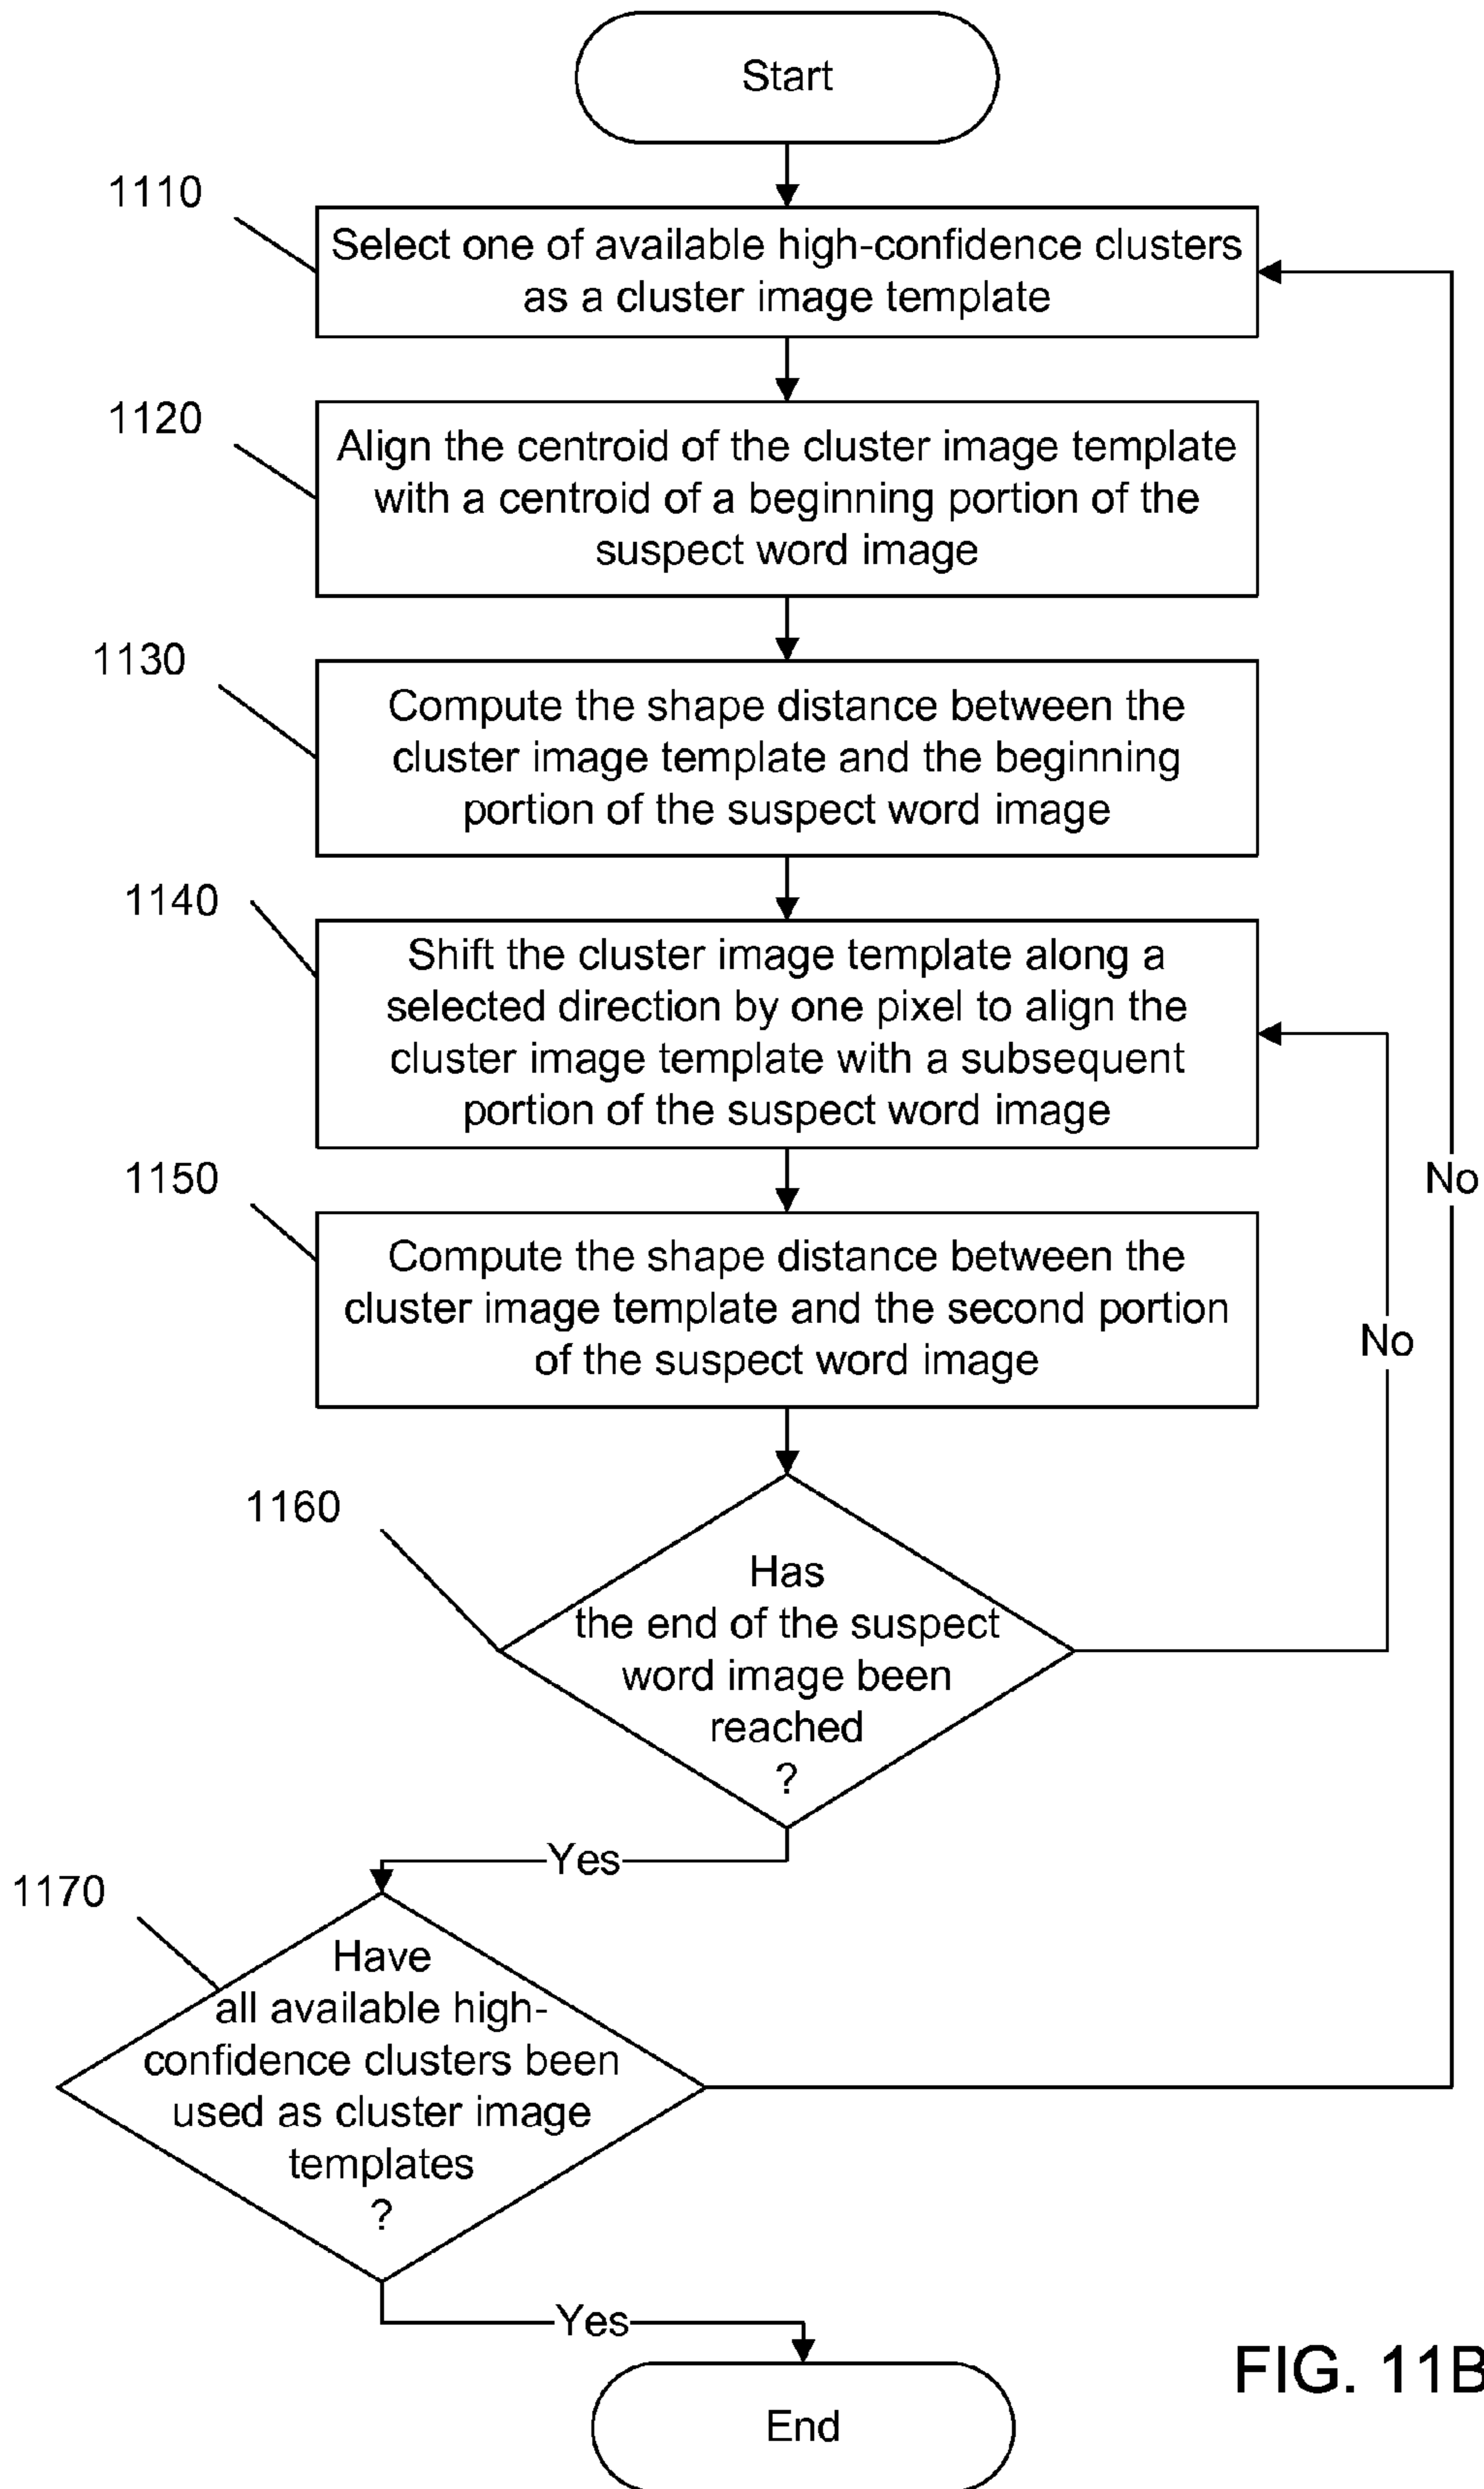 Start
1110
Select one of available high-confidence clusters
as a cluster image template
1120
Align the centroid of the cluster image template
with a centroid of a beginning portion of the
suspect word image
1130
Compute the shape distance between the
cluster image template and the beginning
portion of the suspect word image
1140
Shift the cluster image template along a
selected direction by one pixel to align the
cluster image template with a subsequent
portion of the suspect word image
1150
Compute the shape distance between the
cluster image template and the second portion
of the suspect word image
No
No
1160
Has
the end of the suspect
word image been
reached
?
Yes
1170
Have
all available high-
confidence clusters been
used as cluster image
templates
?
Yes
End
FIG. 11B